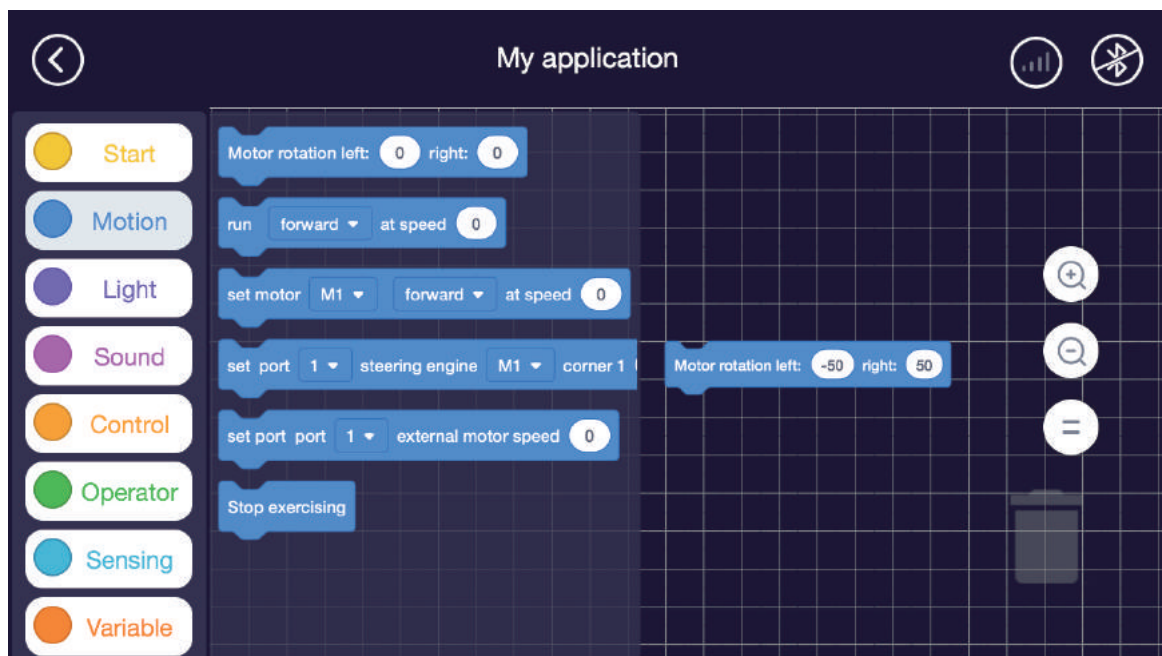 My application
Start
Motion
Light
Sound
Control
Operator
Sensing
Variable
Motor rotation left: 0 right: 0
run forward at speed 0
set motor M1 forward at speed 0
set port 1 steering engine M1 corner 1
set port port 1 external motor speed 0
Stop exercising
Motor rotation left: -50 right: 50